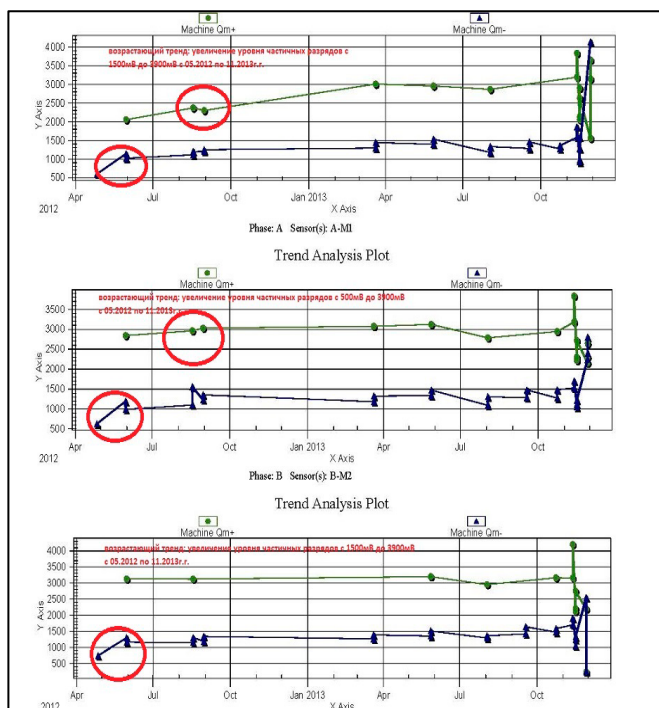 Machine Qm+ Machine Qm-
возрастающий тренд: увеличение уровня частичных разрядов с
1500мВ до 3900мВ с 05.2012 по 11.2013г.г.
Y Axis
4000
3500
3000
2500
2000
1500
1000
500
Apr Jul Oct Jan 2013 Apr Jul Oct
2012 X Axis
Phase: A Sensor(s): A-M1
Trend Analysis Plot
Machine Qm+ Machine Qm-
возрастающий тренд: увеличение уровня частичных разрядов с 500мВ до 3900мВ
с 05.2012 по 11.2013г.г.
Y Axis
3500
3000
2500
2000
1500
1000
500
Apr Jul Oct Jan 2013 Apr Jul Oct
2012 X Axis
Phase: B Sensor(s): B-M2
Trend Analysis Plot
Machine Qm+ Machine Qm-
возрастающий тренд: увеличение уровня частичных разрядов с 1500мВ до 3900мВ
с 05.2012 по 11.2013г.г.
Y Axis
4000
3500
3000
2500
2000
1500
1000
500
Apr Jul Oct Jan 2013 Apr Jul Oct
2012 X Axis